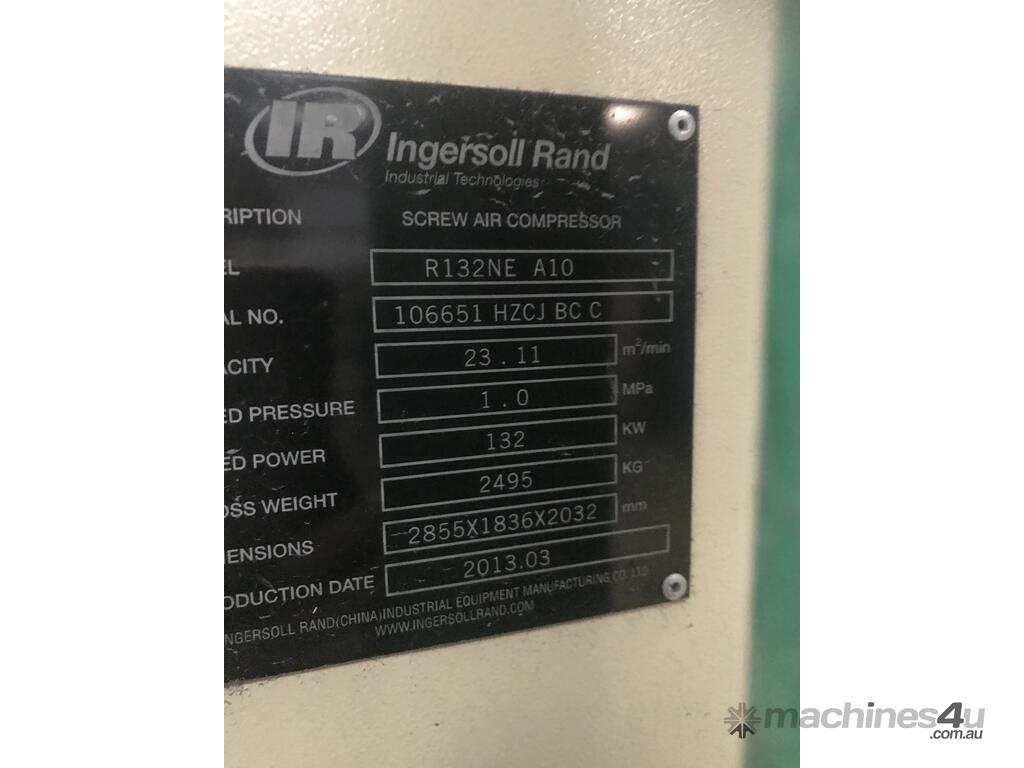 IR Ingersoll Rand
Industrial Technologies
RIPTION SCREW AIR COMPRESSOR
EL R132NE A10
AL NO. 106651 HZCJ BC C
ACITY 23.11 m²/min
ED PRESSURE 1.0 MPa
ED POWER 132 KW
OSS WEIGHT 2495 KG
MENSIONS 2855X1836X2032 mm
ODUCTION DATE 2013.03
INGERSOLL RAND(CHINA)INDUSTRIAL EQUIPMENT MANUFACTURING CO. LTD
WWW.INGERSOLLRAND.COM
machines4u
.com.au